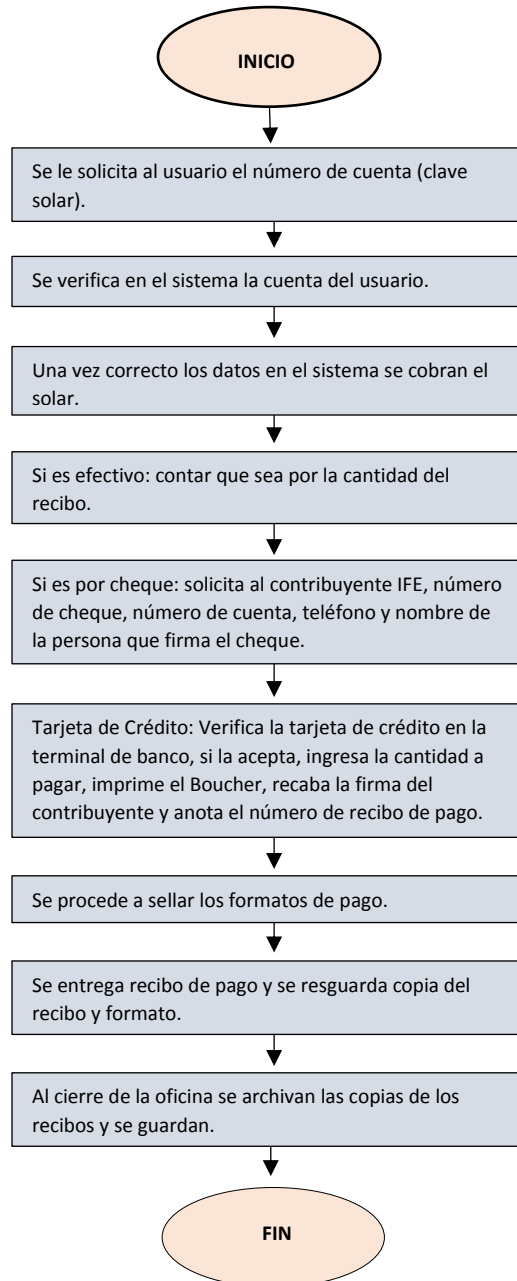 INICIO
Se le solicita al usuario el número de cuenta (clave
solar).
Se verifica en el sistema la cuenta del usuario.
Una vez correcto los datos en el sistema se cobran el
solar.
Si es efectivo: contar que sea por la cantidad del
recibo.
Si es por cheque: solicita al contribuyente IFE, número
de cheque, número de cuenta, teléfono y nombre de
la persona que firma el cheque.
Tarjeta de Crédito: Verifica la tarjeta de crédito en la
terminal de banco, si la acepta, ingresa la cantidad a
pagar, imprime el Boucher, recaba la firma del
contribuyente y anota el número de recibo de pago.
Se procede a sellar los formatos de pago.
Se entrega recibo de pago y se resguarda copia del
recibo y formato.
Al cierre de la oficina se archivan las copias de los
recibos y se guardan.
FIN